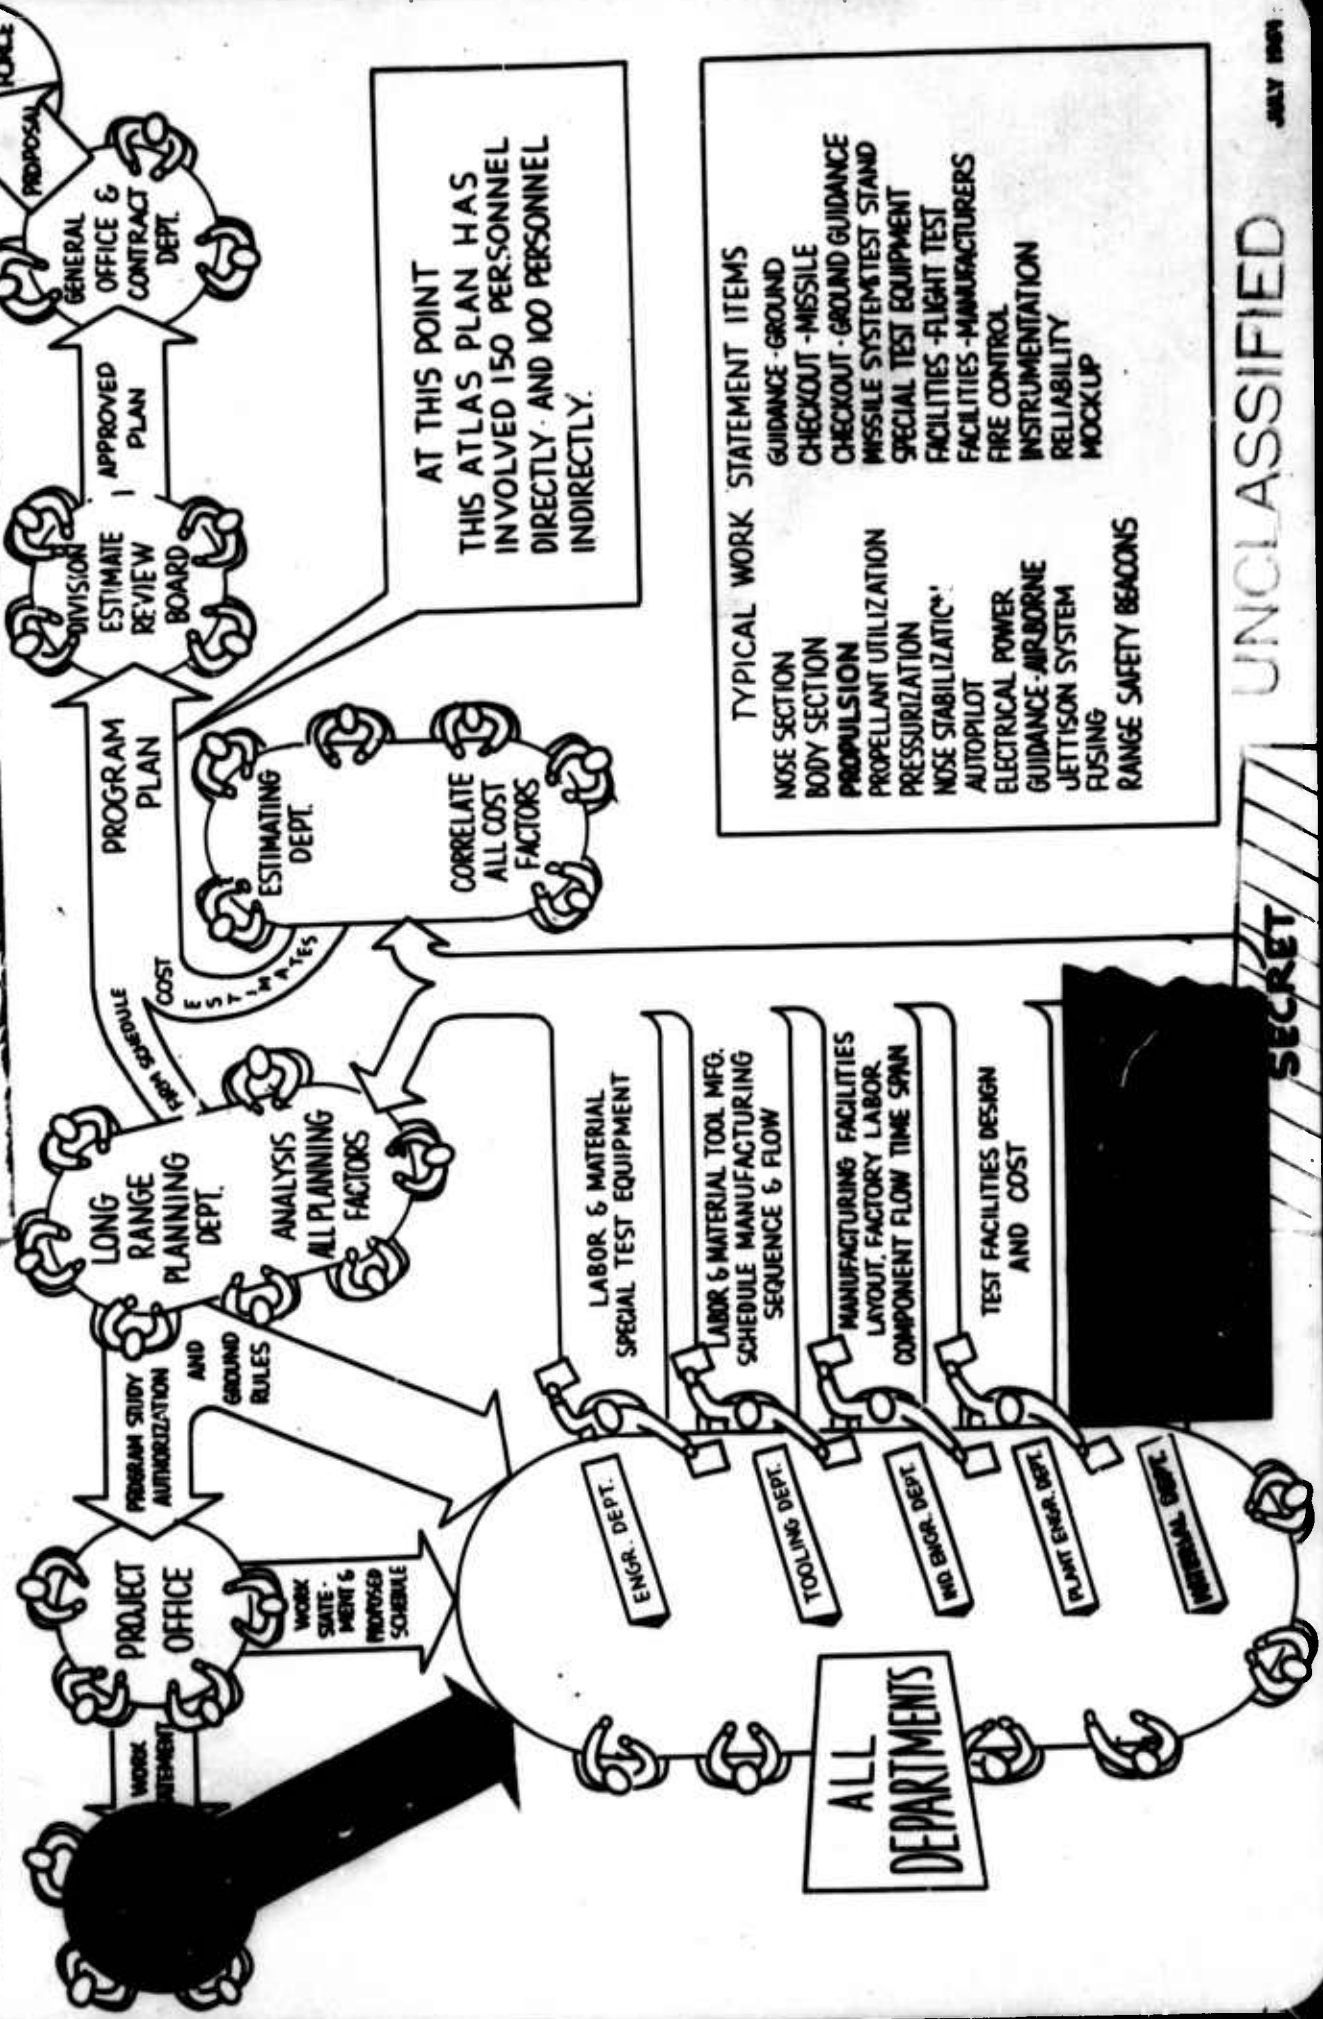 PROPOSAL
GENERAL
OFFICE &
CONTRACT
DEPT.
APPROVED
PLAN
DIVISION
ESTIMATE
REVIEW
BOARD
PROGRAM
PLAN
FIRM SCHEDULE
COST
ESTIMATES
LONG
RANGE
PLANNING
DEPT.
ANALYSIS
ALL PLANNING
FACTORS
PROGRAM STUDY
AUTHORIZATION
AND
GROUND
RULES
PROJECT
OFFICE
WORK
WORK
STATE-
MENT &
PROPOSED
SCHEDULE
ESTIMATING
DEPT.
CORRELATE
ALL COST
FACTORS
AT THIS POINT
THIS ATLAS PLAN HAS
INVOLVED 150 PERSONNEL
DIRECTLY · AND 100 PERSONNEL
INDIRECTLY.
ALL
DEPARTMENTS
ENGR. DEPT.
TOOLING DEPT.
IND ENGR. DEPT.
PLANT ENGR. DEPT.
MATERIAL DEPT.
LABOR & MATERIAL
SPECIAL TEST EQUIPMENT
LABOR & MATERIAL TOOL MFG.
SCHEDULE MANUFACTURING
SEQUENCE & FLOW
MANUFACTURING FACILITIES
LAYOUT, FACTORY LABOR
COMPONENT FLOW TIME SPAN
TEST FACILITIES DESIGN
AND COST
TYPICAL WORK STATEMENT ITEMS
NOSE SECTION
BODY SECTION
PROPULSION
PROPELLANT UTILIZATION
PRESSURIZATION
NOSE
AUTOPILOT
ELECTRICAL POWER
GUIDANCE-AIRBORNE
JETTISON SYSTEM
FUSING
RANGE SAFETY BEACONS
GUIDANCE-GROUND
CHECKOUT-MISSILE
CHECKOUT-GROUND GUIDANCE
MISSILE SYSTEMS TEST STAND
SPECIAL TEST EQUIPMENT
FACILITIES-FLIGHT TEST
FACILITIES-MANUFACTURERS
FIRE CONTROL
INSTRUMENTATION
RELIABILITY
MOCKUP
SECRET
UNCLASSIFIED
JULY